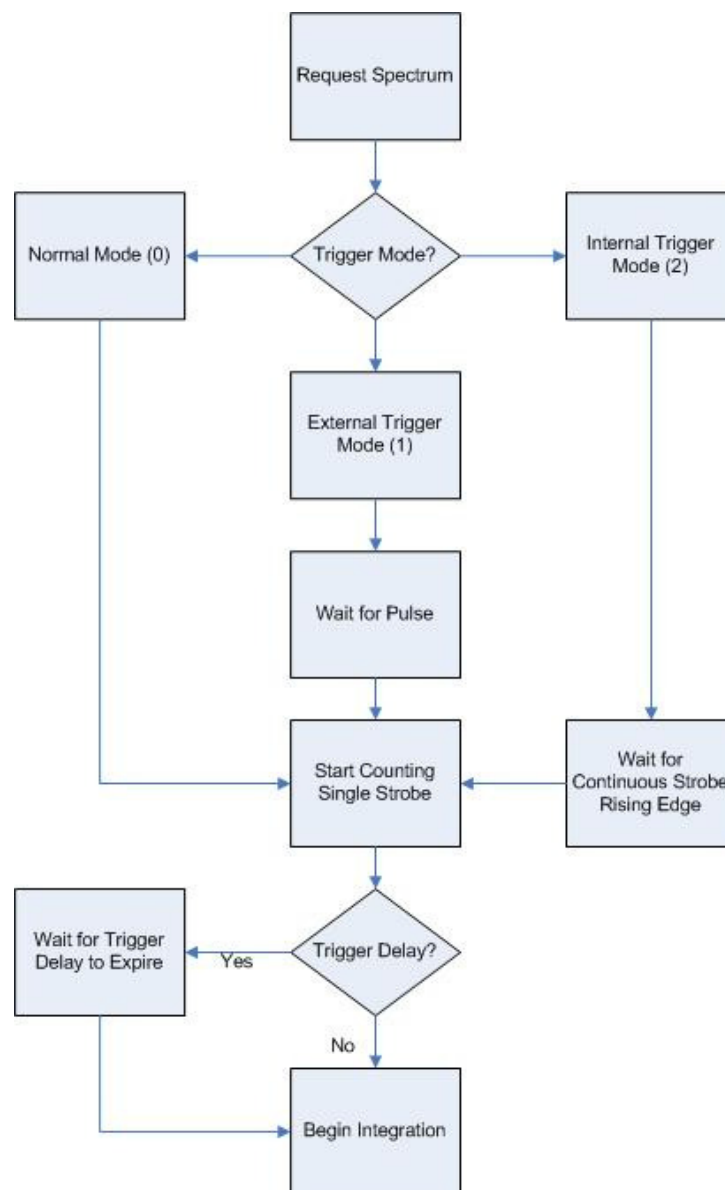 Request Spectrum
Normal Mode (0)
Trigger Mode?
Internal Trigger
Mode (2)
External Trigger
Mode (1)
Wait for Pulse
Start Counting
Single Strobe
Wait for
Continuous Strobe
Rising Edge
Wait for Trigger
Delay to Expire
Yes
Trigger Delay?
No
Begin Integration